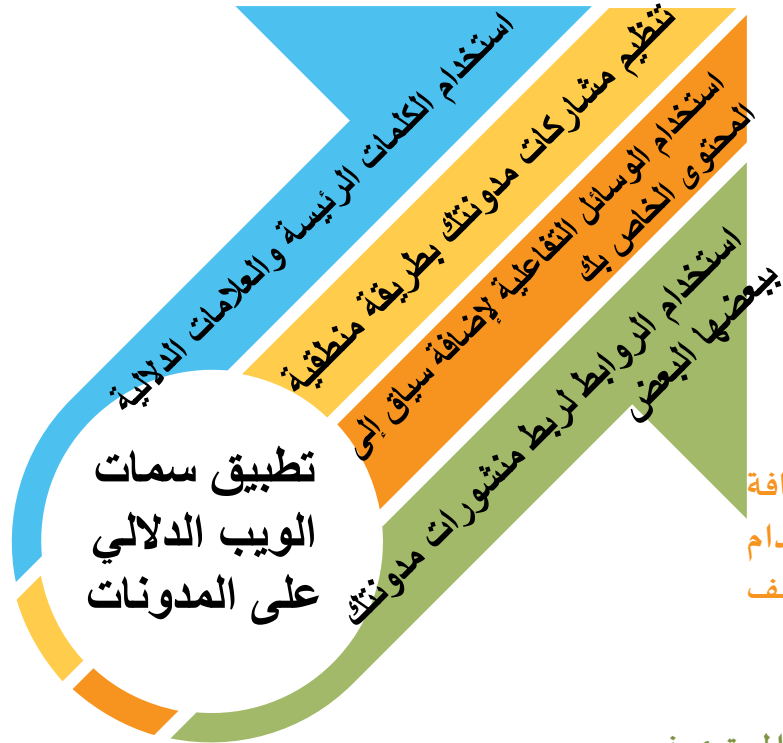 استخدام الكلمات الرئيسة والعلامات الدلالية
تنظيم مشاركات مدونتك بطريقة منطقية
استخدام الوسائل التفاعلية لإضافة سياق إلى
المحتوى الخاص بك
استخدام الروابط لربط منشورات مدونتك
ببعضها البعض
تطبيق سمات
الويب الدلالي
على المدونات